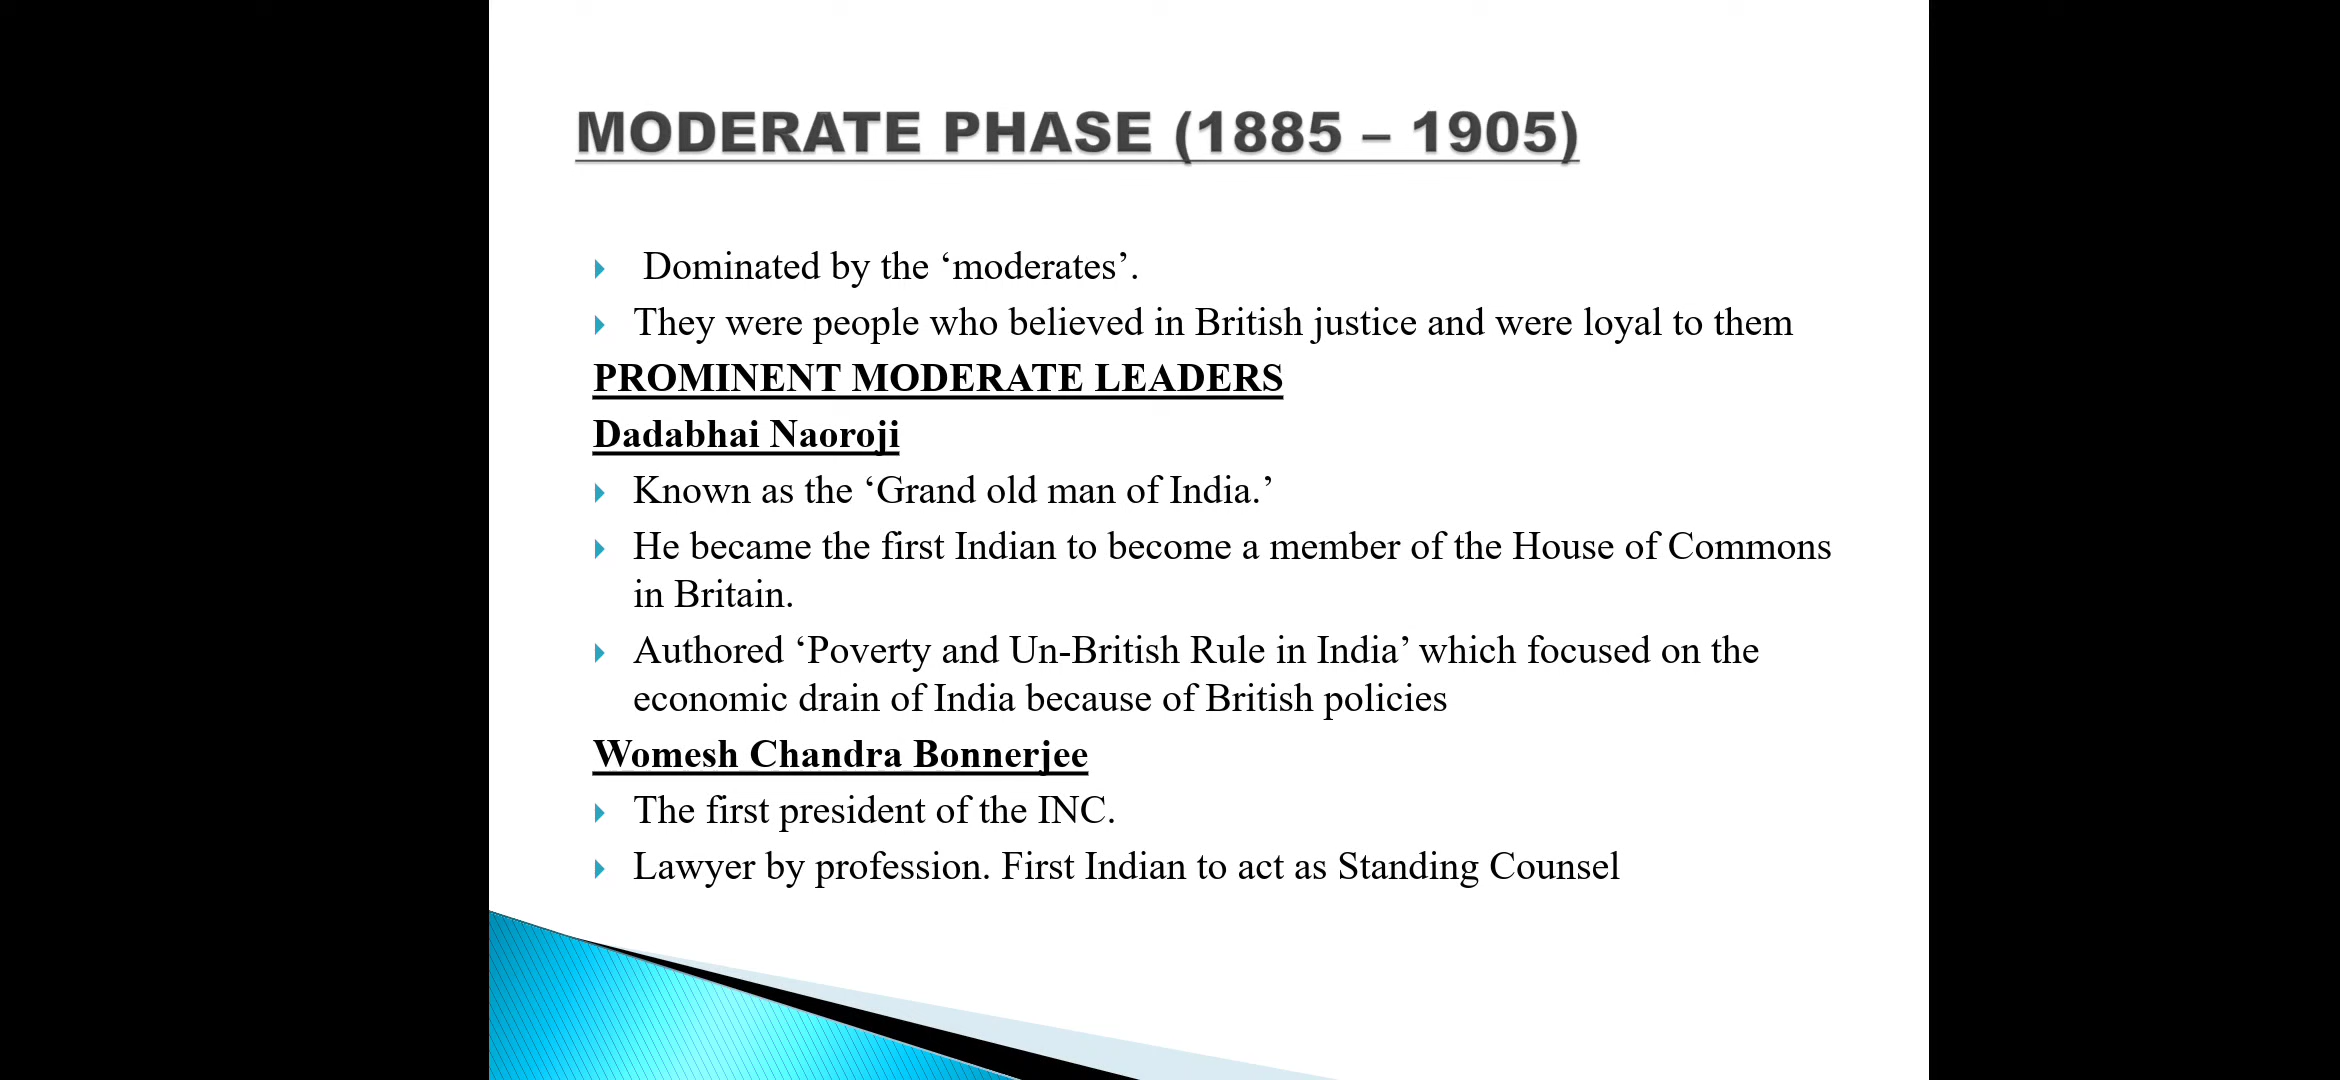 MODERATE PHASE (1885 – 1905)
Dominated by the ‘moderates’.
They were people who believed in British justice and were loyal to them
PROMINENT MODERATE LEADERS
Dadabhai Naoroji
Known as the ‘Grand old man of India.’
He became the first Indian to become a member of the House of Commons
in Britain.
Authored ‘Poverty and Un-British Rule in India’ which focused on the
economic drain of India because of British policies
Womesh Chandra Bonnerjee
The first president of the INC.
Lawyer by profession. First Indian to act as Standing Counsel